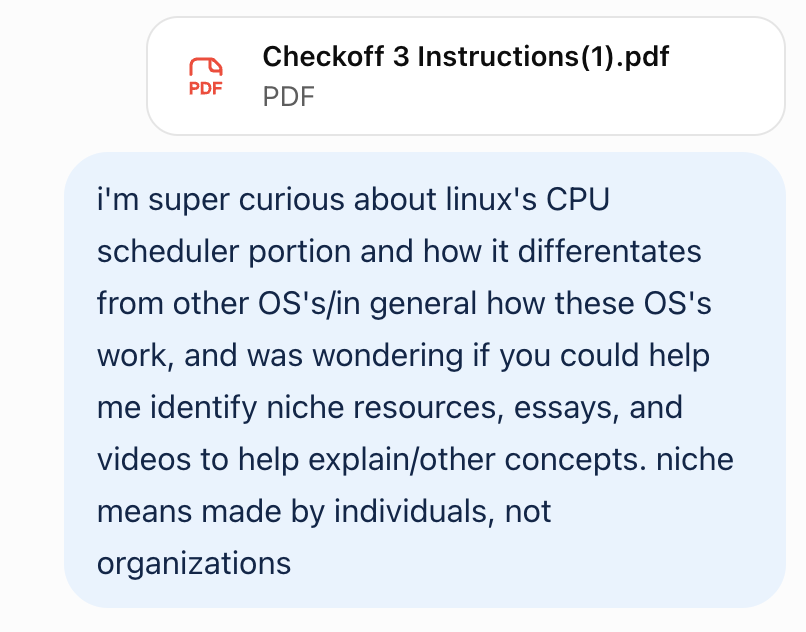 Checkoff 3 Instructions(1).pdf
PDF
PDF
i'm super curious about linux's CPU
scheduler portion and how it differentates
from other OS's/in general how these OS's
work, and was wondering if you could help
me identify niche resources, essays, and
videos to help explain/other concepts. niche
means made by individuals, not
organizations